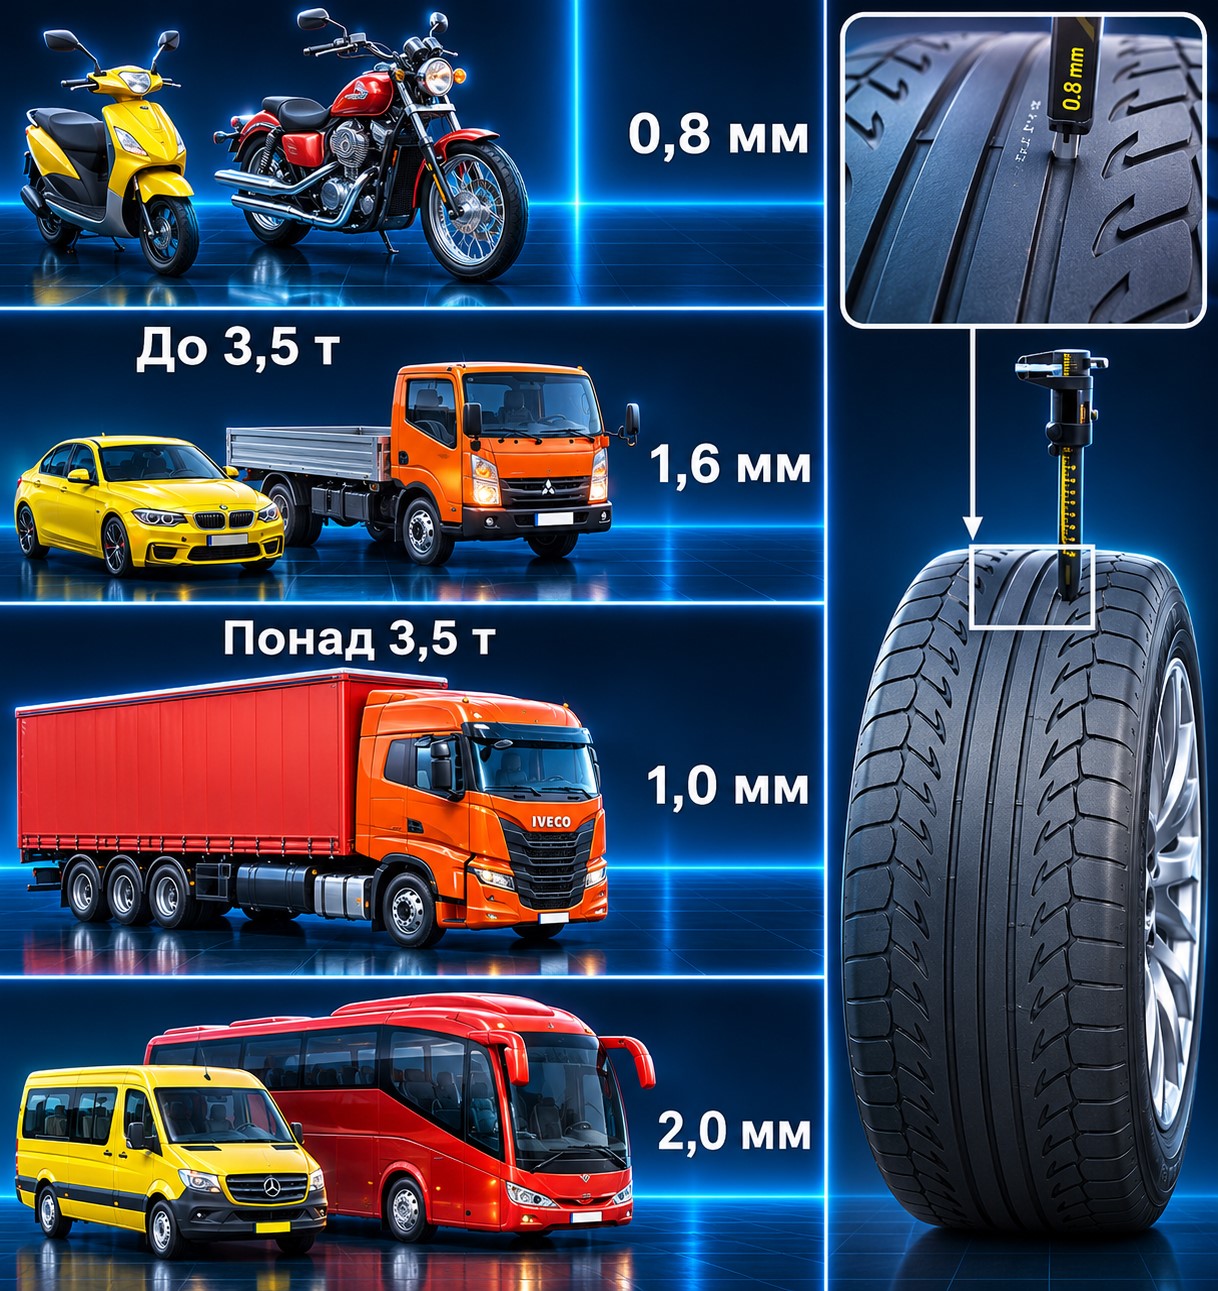 0,8 мм
До 3,5 т
1,6 мм
Понад 3,5 т
IVECO
1,0 мм
2,0 мм
0.8 mm